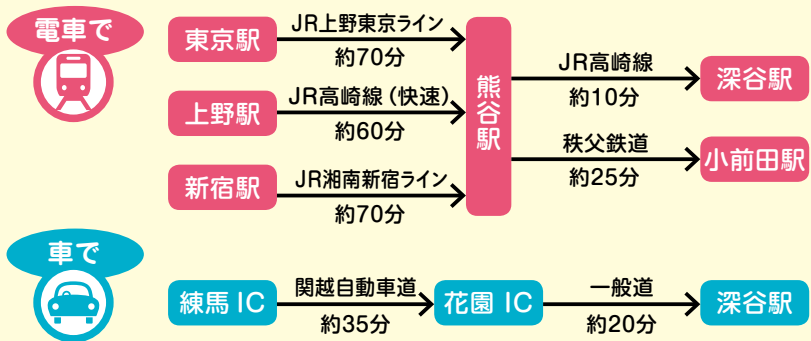 電車で
東京駅
JR上野東京ライン
約70分
上野駅
JR高崎線（快速）
約60分
新宿駅
JR湘南新宿ライン
約70分
熊谷駅
JR高崎線
約10分
深谷駅
秩父鉄道
約25分
小前田駅
車で
練馬 IC
関越自動車道
約35分
花園 IC
一般道
約20分
深谷駅